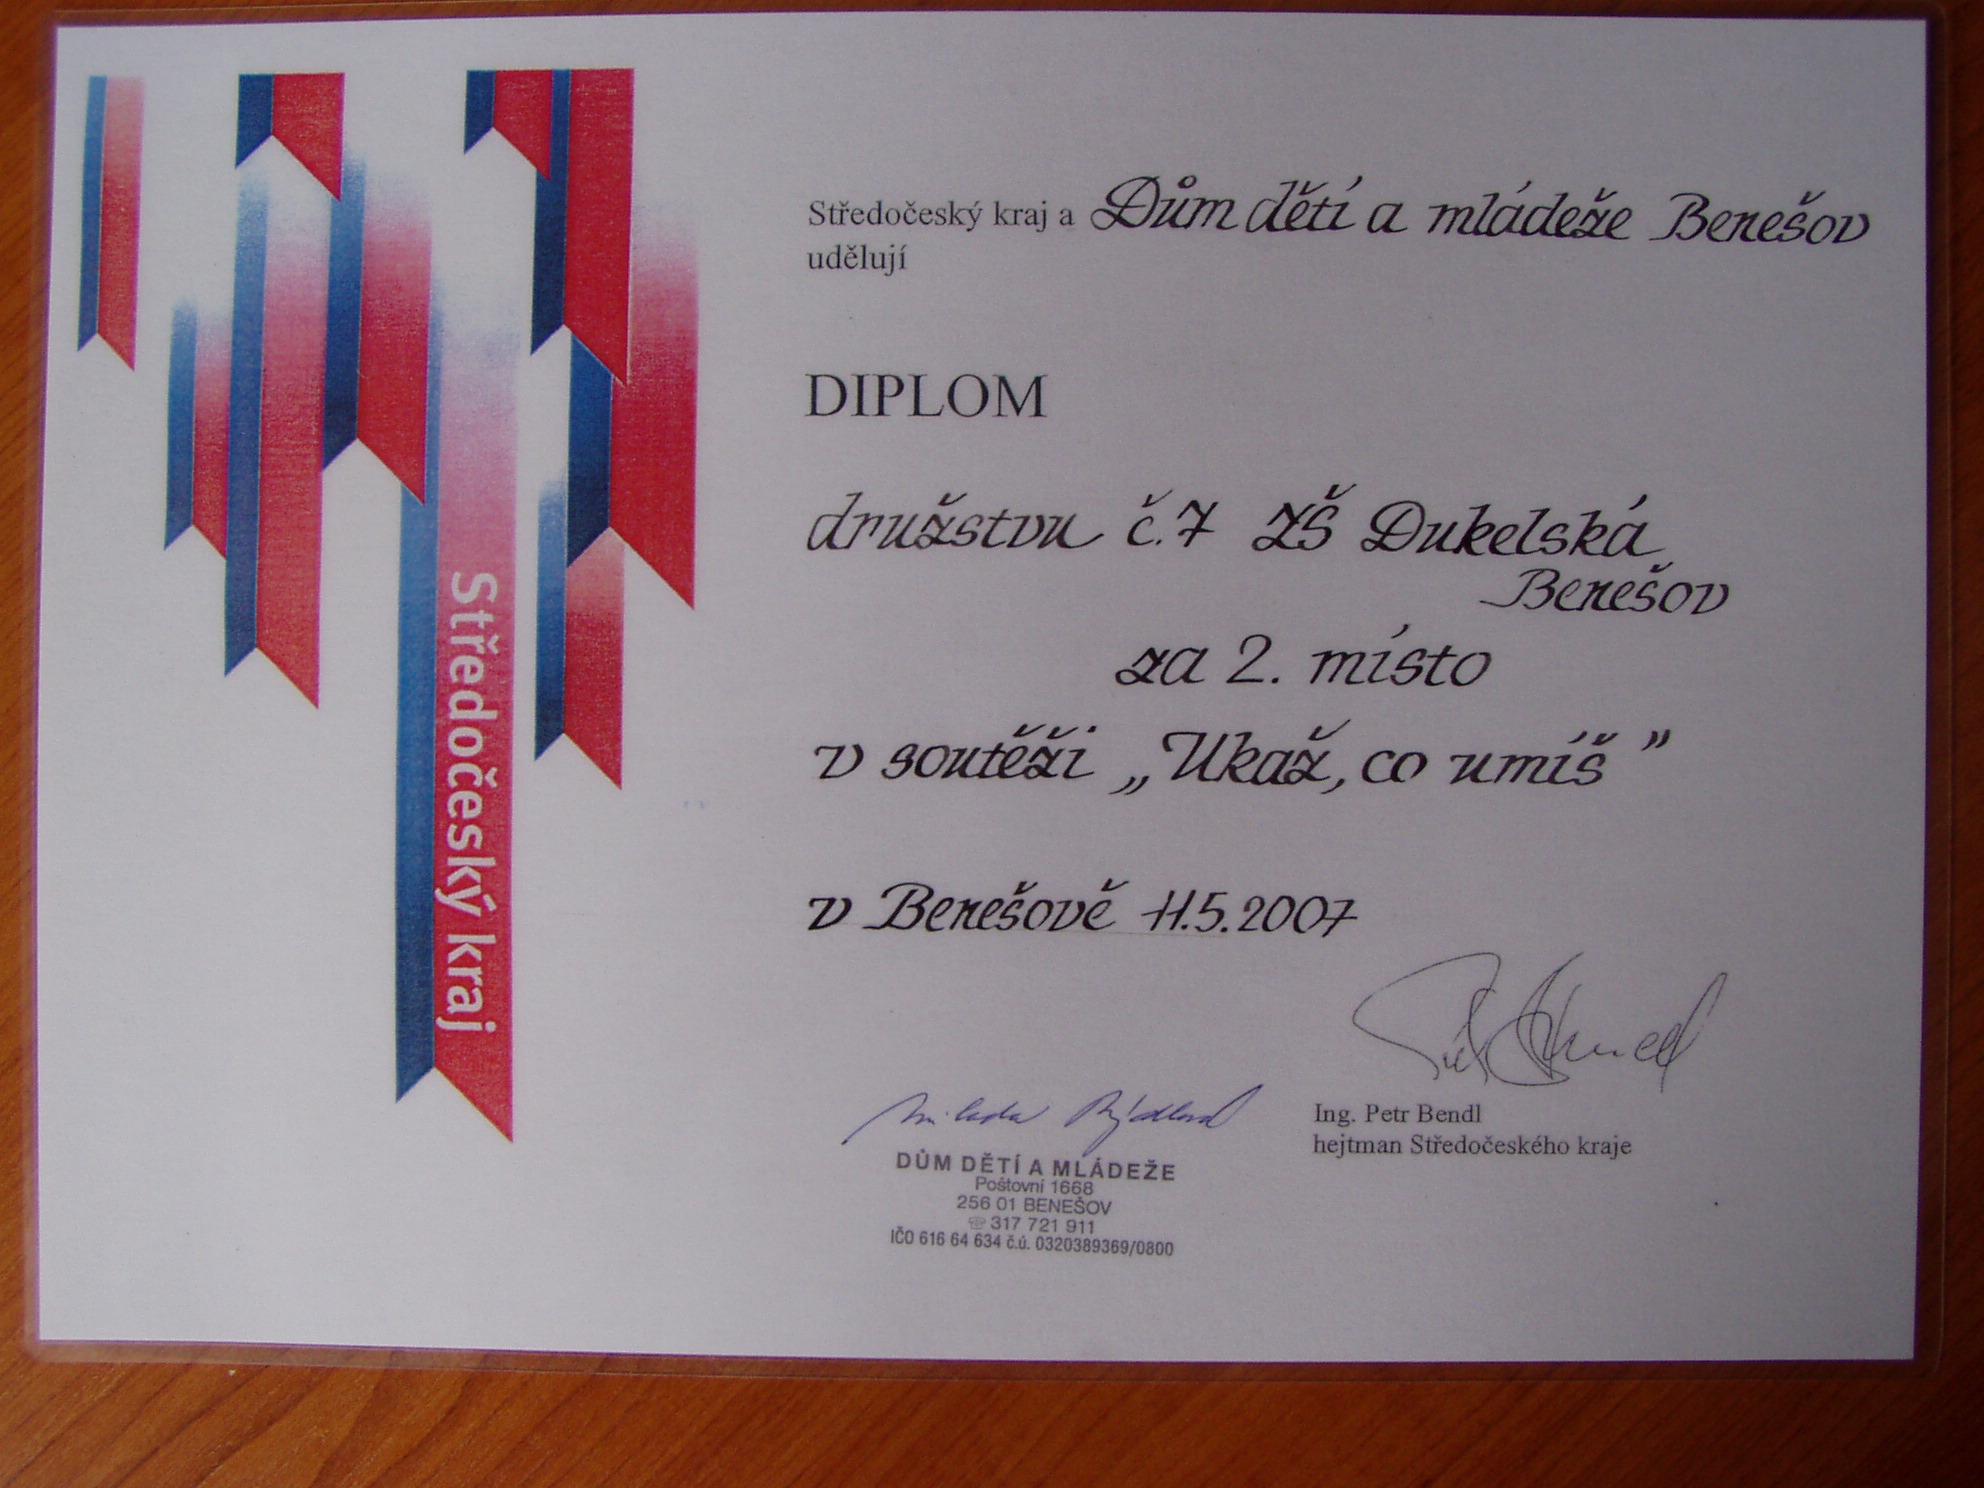 Středočeský kraj a Dům dětí a mládeže Benešov
udělují
DIPLOM
družstvu č.7 ZŠ Dukelská
Benešov
za 2. místo
v soutěži „Ukaž, co umíš”
v Benešově 11.5.2007
Středočeský kraj
Milada Rýdlová
DŮM DĚTÍ A MLÁDEŽE
Poštovní 1668
256 01 BENEŠOV
☏ 317 721 911
IČO 616 64 634 č.ú. 0320389369/0800
Ing. Petr Bendl
hejtman Středočeského kraje